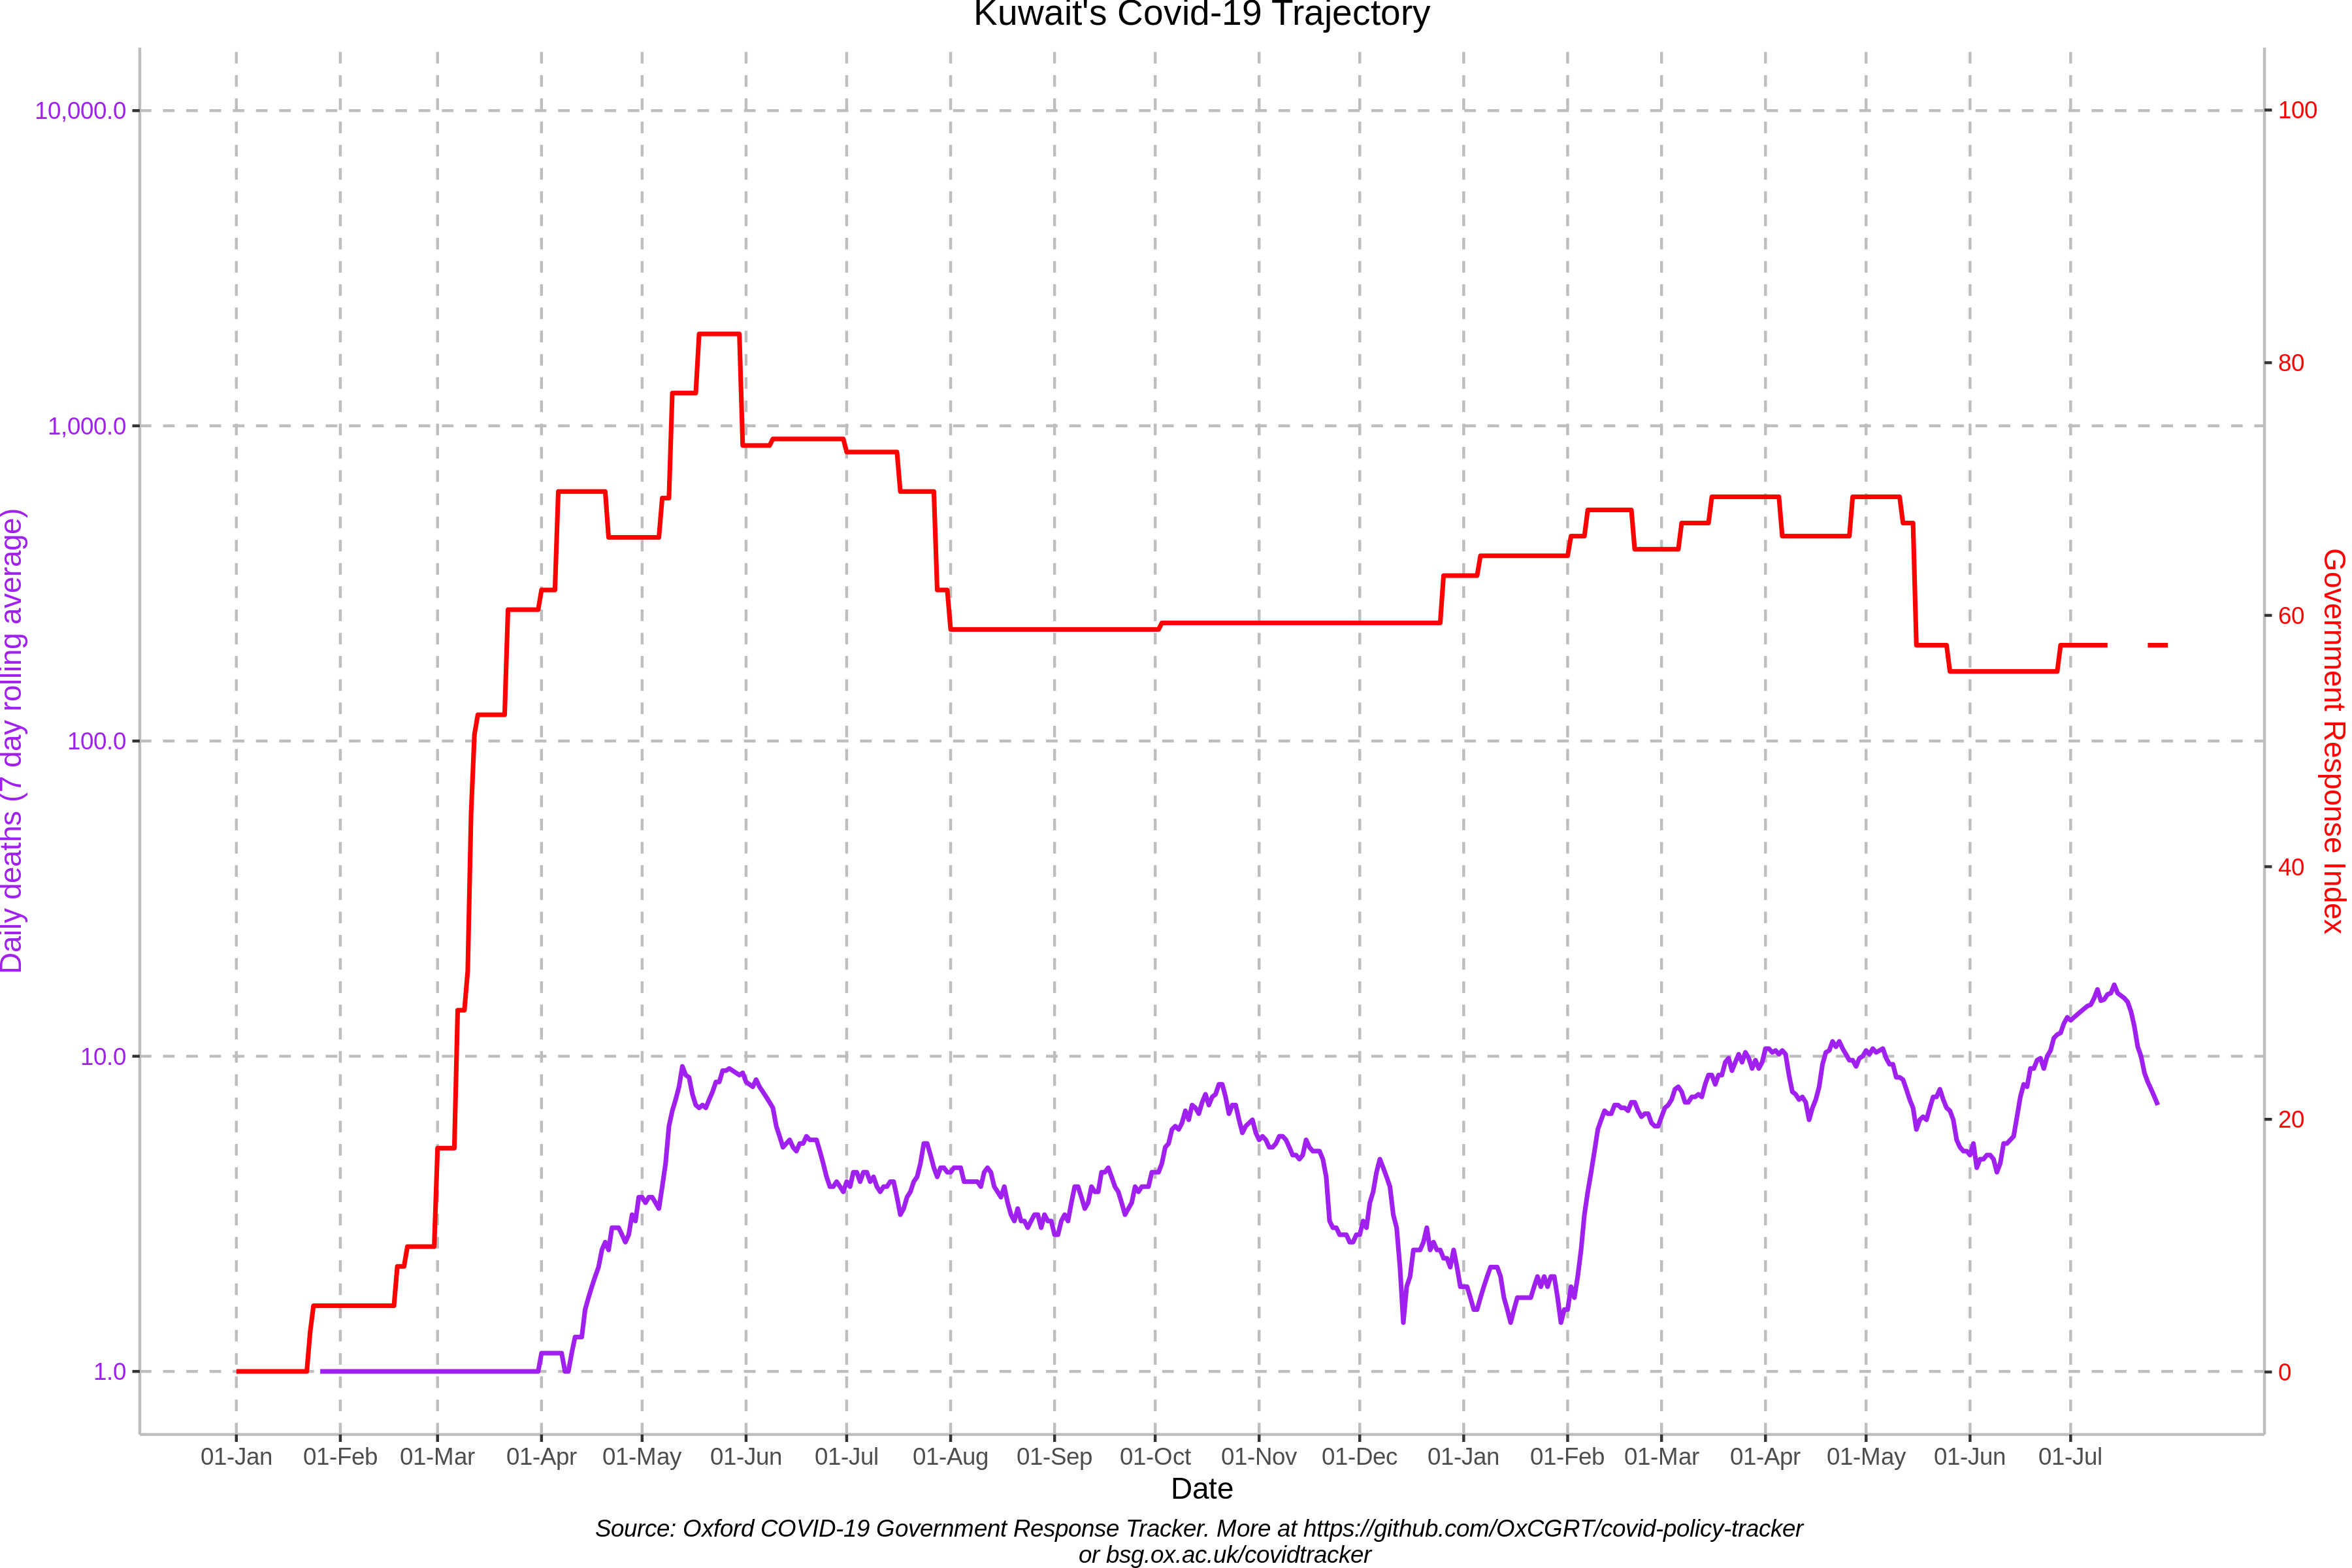 Kuwait's Covid-19 Trajectory
10,000.0
1,000.0
100.0
10.0
1.0
Daily deaths (7 day rolling average)
100
80
60
40
20
0
Government Response Index
01-Jan 01-Feb 01-Mar 01-Apr 01-May 01-Jun 01-Jul 01-Aug 01-Sep 01-Oct 01-Nov 01-Dec 01-Jan 01-Feb 01-Mar 01-Apr 01-May 01-Jun 01-Jul
Date
Source: Oxford COVID-19 Government Response Tracker. More at https://github.com/OxCGRT/covid-policy-tracker
or bsg.ox.ac.uk/covidtracker